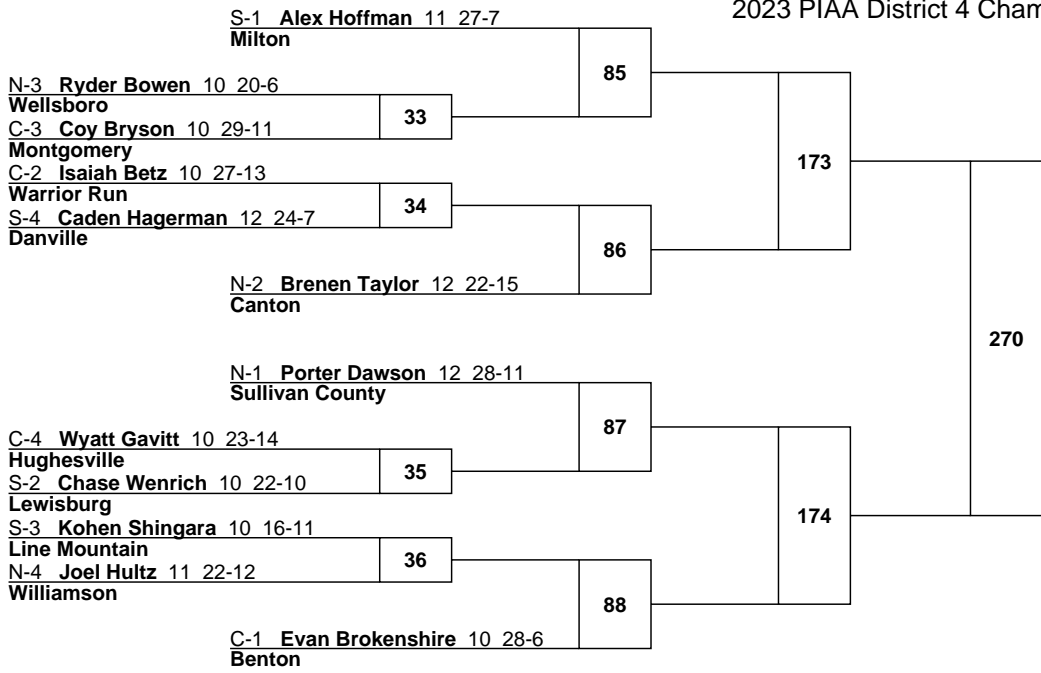 2023 PIAA District 4 Cham
S-1 Alex Hoffman 11 27-7
Milton
85
N-3 Ryder Bowen 10 20-6
Wellsboro
33
C-3 Coy Bryson 10 29-11
Montgomery
173
C-2 Isaiah Betz 10 27-13
Warrior Run
34
S-4 Caden Hagerman 12 24-7
Danville
86
N-2 Brenen Taylor 12 22-15
Canton
270
N-1 Porter Dawson 12 28-11
Sullivan County
87
C-4 Wyatt Gavitt 10 23-14
Hughesville
35
S-2 Chase Wenrich 10 22-10
Lewisburg
174
S-3 Kohen Shingara 10 16-11
Line Mountain
36
N-4 Joel Hultz 11 22-12
Williamson
88
C-1 Evan Brokenshire 10 28-6
Benton